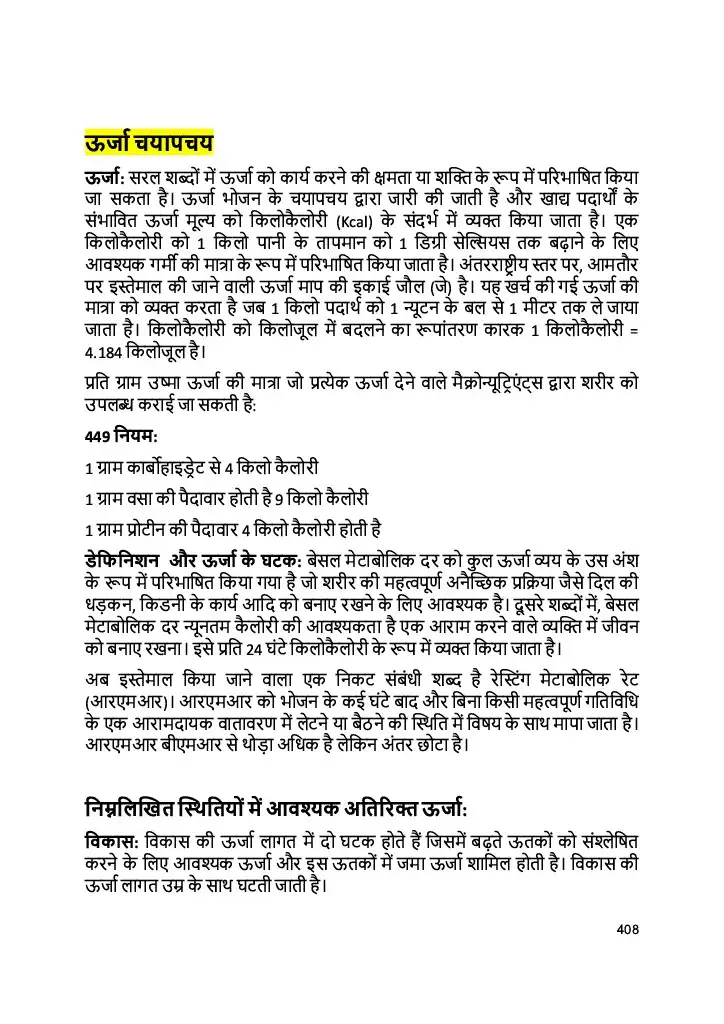 ऊर्जा चयापचय
ऊर्जा: सरल शब्दों में ऊर्जा को कार्य करने की क्षमता या शक्ति के रूप में परिभाषित किया
जा सकता है। ऊर्जा भोजन के चयापचय द्वारा जारी की जाती है और खाद्य पदार्थों के
संभावित ऊर्जा मूल्य को किलोकैलोरी (Kcal) के संदर्भ में व्यक्त किया जाता है। एक
किलोकैलोरी को 1 किलो पानी के तापमान को 1 डिग्री सेल्सियस तक बढ़ाने के लिए
आवश्यक गर्मी की मात्रा के रूप में परिभाषित किया जाता है। अंतरराष्ट्रीय स्तर पर, आमतौर
पर इस्तेमाल की जाने वाली ऊर्जा माप की इकाई जौल (जे) है। यह खर्च की गई ऊर्जा की
मात्रा को व्यक्त करता है जब 1 किलो पदार्थ को 1 न्यूटन के बल से 1 मीटर तक ले जाया
जाता है। किलोकैलोरी को किलोजूल में बदलने का रूपांतरण कारक 1 किलोकैलोरी =
4.184 किलोजूल है।
प्रति ग्राम उष्मा ऊर्जा की मात्रा जो प्रत्येक ऊर्जा देने वाले मैक्रोन्यूट्रिएंट्स द्वारा शरीर को
उपलब्ध कराई जा सकती है:
449 नियम:
1 ग्राम कार्बोहाइड्रेट से 4 किलो कैलोरी
1 ग्राम वसा की पैदावार होती है 9 किलो कैलोरी
1 ग्राम प्रोटीन की पैदावार 4 किलो कैलोरी होती है
डेफिनिशन और ऊर्जा के घटक: बेसल मेटाबोलिक दर को कुल ऊर्जा व्यय के उस अंश
के रूप में परिभाषित किया गया है जो शरीर की महत्वपूर्ण अनैच्छिक प्रक्रिया जैसे दिल की
धड़कन, किडनी के कार्य आदि को बनाए रखने के लिए आवश्यक है। दूसरे शब्दों में, बेसल
मेटाबोलिक दर न्यूनतम कैलोरी की आवश्यकता है एक आराम करने वाले व्यक्ति में जीवन
को बनाए रखना। इसे प्रति 24 घंटे किलोकैलोरी के रूप में व्यक्त किया जाता है।
अब इस्तेमाल किया जाने वाला एक निकट संबंधी शब्द है रेस्टिंग मेटाबोलिक रेट
(आरएमआर)। आरएमआर को भोजन के कई घंटे बाद और बिना किसी महत्वपूर्ण गतिविधि
के एक आरामदायक वातावरण में लेटने या बैठने की स्थिति में विषय के साथ मापा जाता है।
आरएमआर बीएमआर से थोड़ा अधिक है लेकिन अंतर छोटा है।
निम्नलिखित स्थितियों में आवश्यक अतिरिक्त ऊर्जा:
विकास: विकास की ऊर्जा लागत में दो घटक होते हैं जिसमें बढ़ते ऊतकों को संश्लेषित
करने के लिए आवश्यक ऊर्जा और इस ऊतकों में जमा ऊर्जा शामिल होती है। विकास की
ऊर्जा लागत उम्र के साथ घटती जाती है।
408